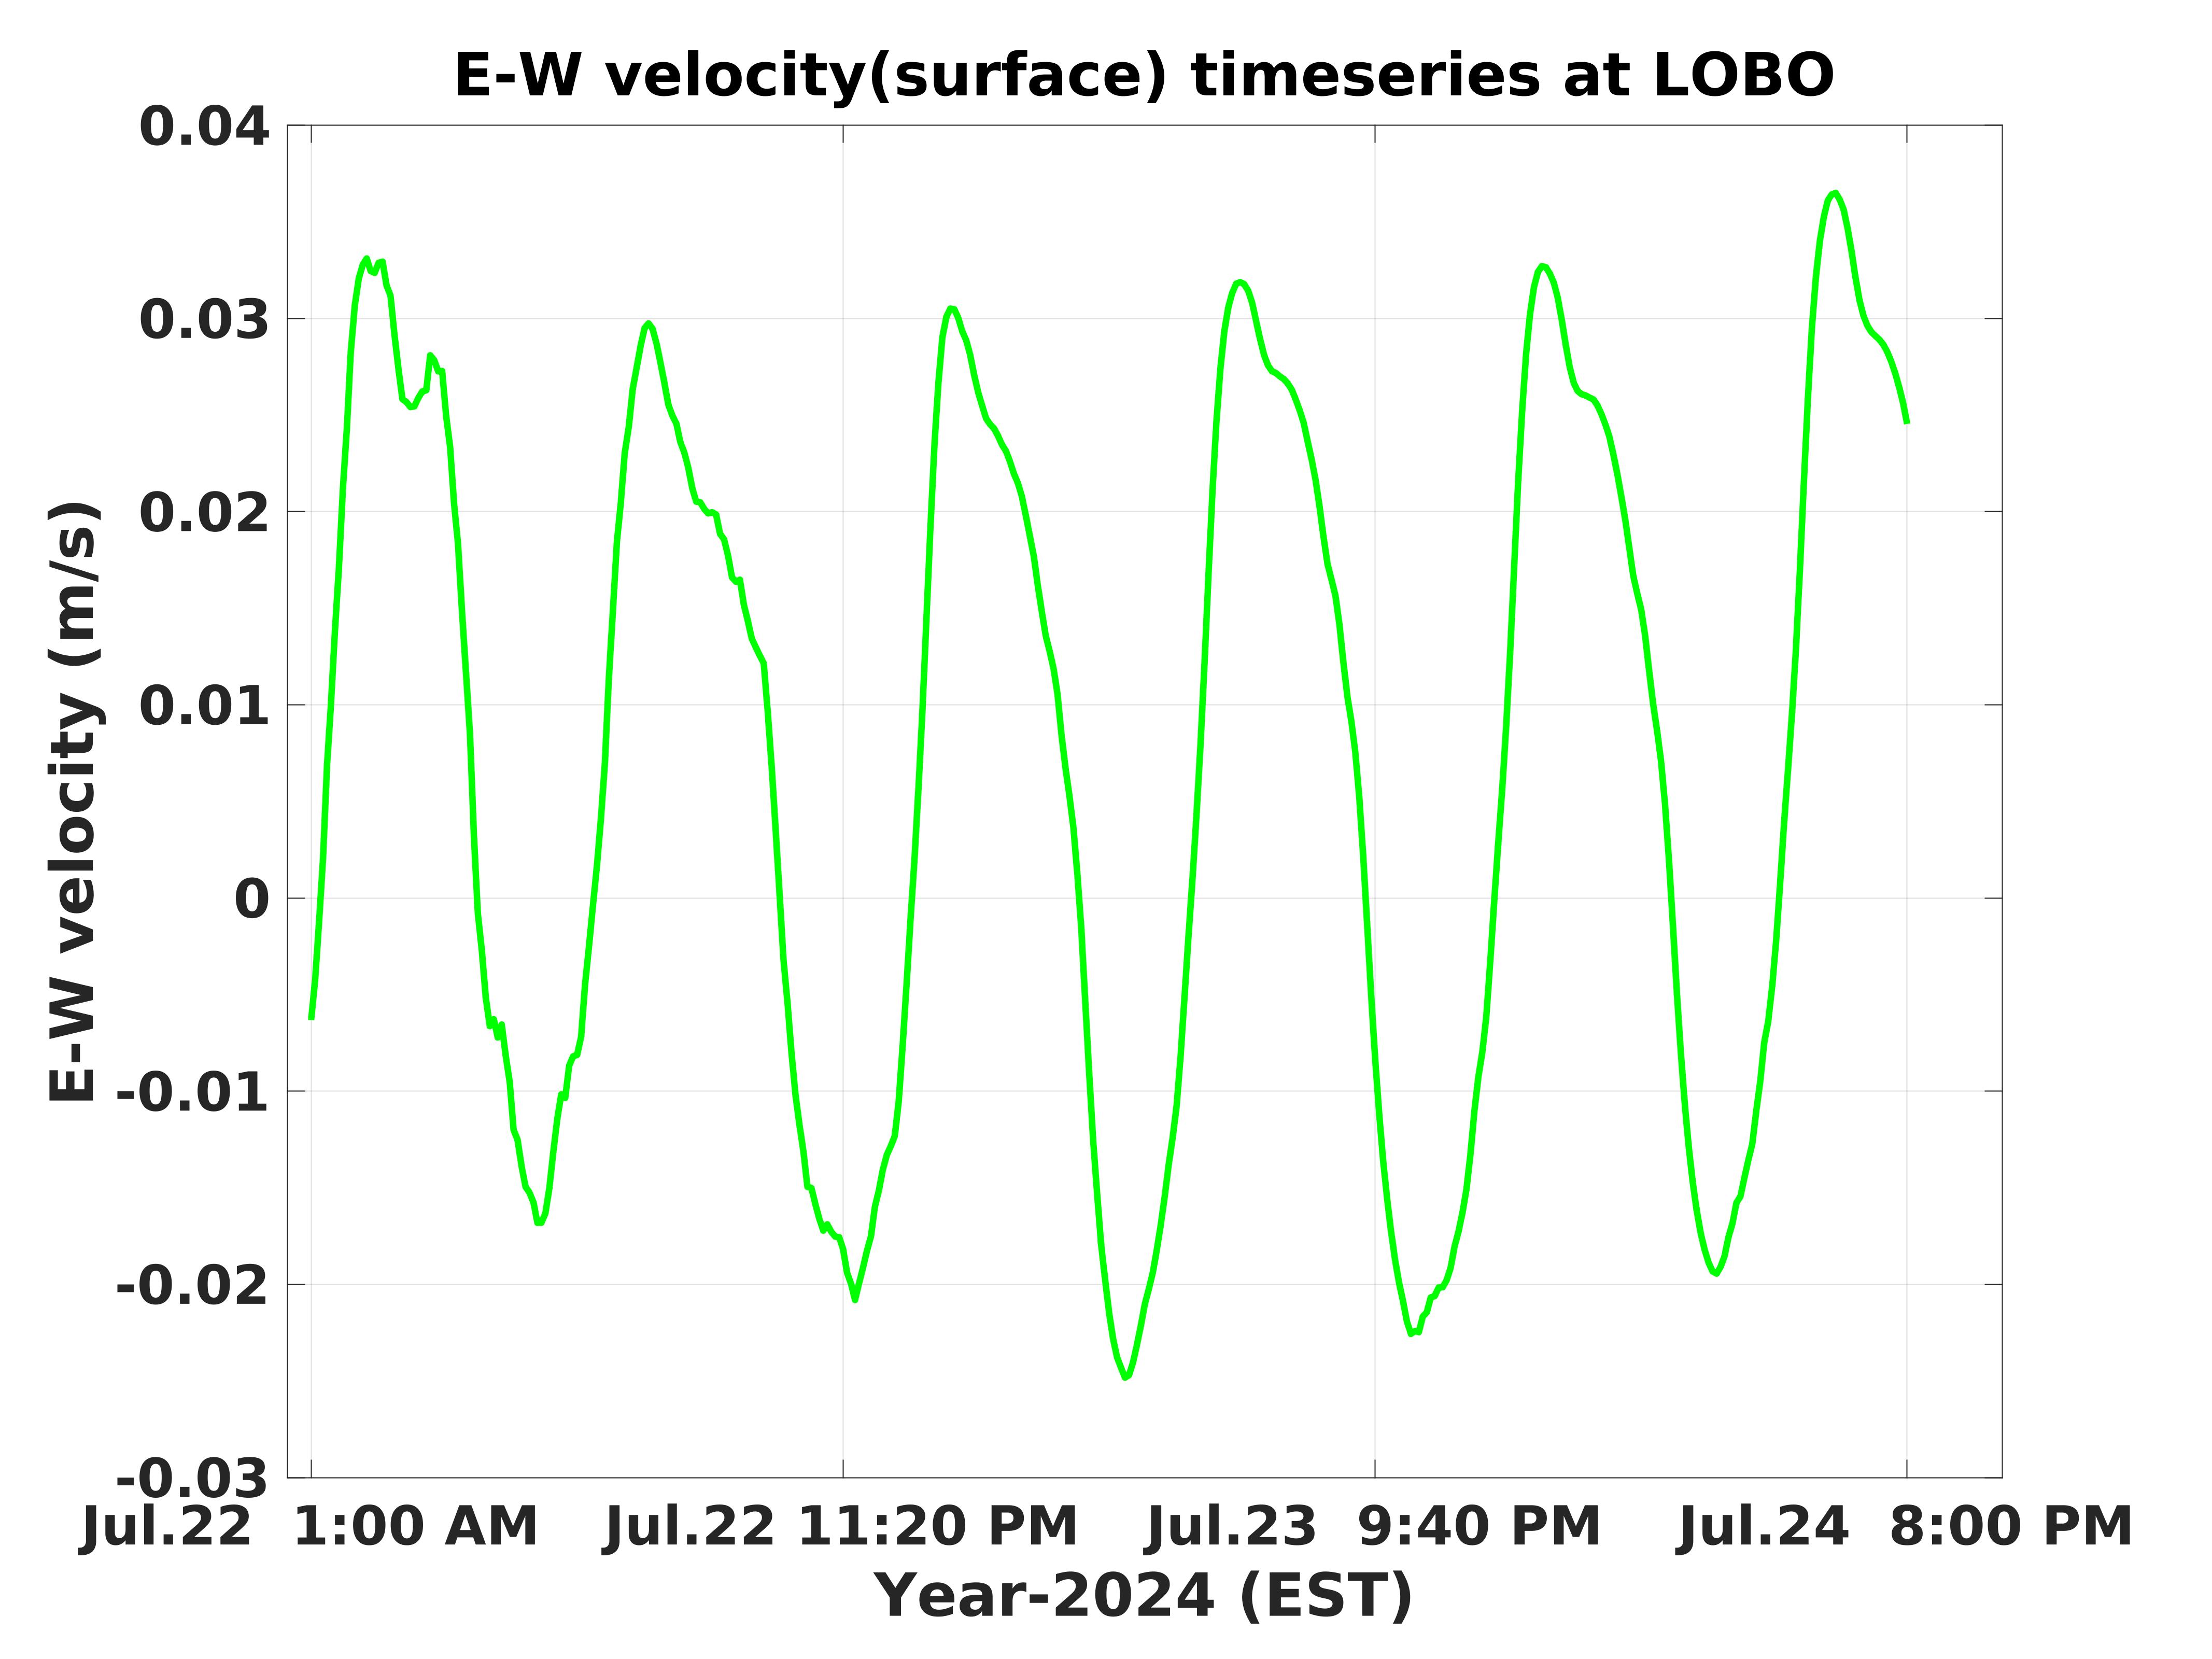 E-W velocity(surface) timeseries at LOBO
E-W velocity (m/s)
0.04
0.03
0.02
0.01
0
-0.01
-0.02
-0.03
Jul.22 1:00 AM Jul.22 11:20 PM Jul.23 9:40 PM Jul.24 8:00 PM
Year-2024 (EST)